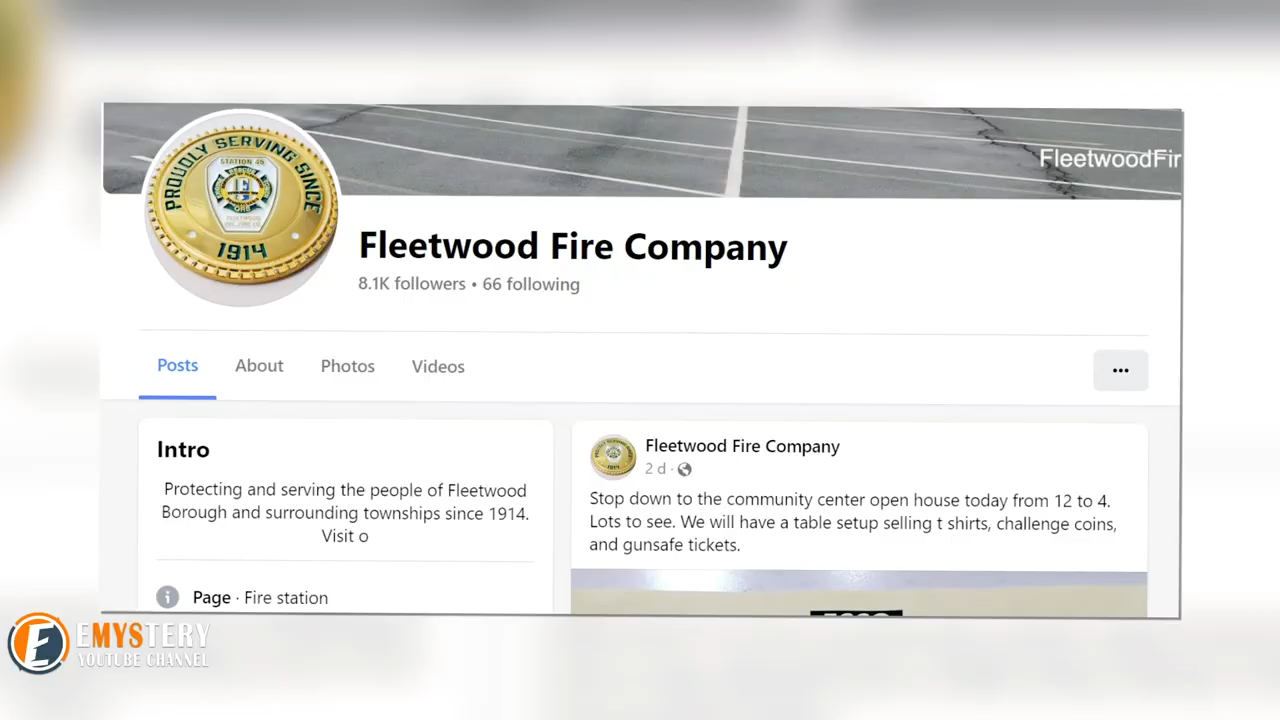 FleetwoodFir
PROUDLY SERVING SINCE
STATION 45
1914
Fleetwood Fire Company
8.1K followers • 66 following
Posts
About
Photos
Videos
Intro
Protecting and serving the people of Fleetwood
Borough and surrounding townships since 1914.
Visit o
Page · Fire station
Fleetwood Fire Company
2 d ·
Stop down to the community center open house today from 12 to 4.
Lots to see. We will have a table setup selling t shirts, challenge coins,
and gunsafe tickets.
EMYSTERY
YOUTUBE CHANNEL